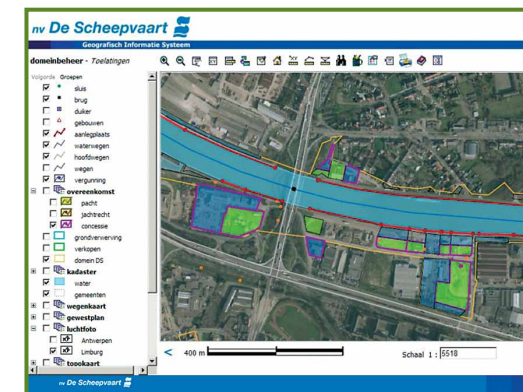 nv De Scheepvaart
Geografisch Informatie Systeem
domeinbeheer - Toelatingen
Volgorde Groepen
sluis
brug
duiker
gebouwen
aanlegplaats
waterwegen
hoofdwegen
wegen
vergunning
overeenkomst
pacht
jachtrecht
concessie
grondverwerving
verkopen
domein DS
kadaster
water
gemeenten
wegenkaart
gewestplan
luchtfoto
Antwerpen
Limburg
topokaart
400 m
Schaal 1 : 5518
nv De Scheepvaart